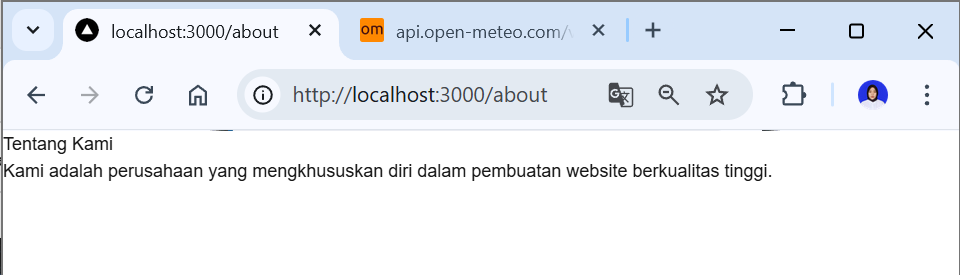 localhost:3000/about
om
api.open-meteo.com/
http://localhost:3000/about
Tentang Kami
Kami adalah perusahaan yang mengkhususkan diri dalam pembuatan website berkualitas tinggi.